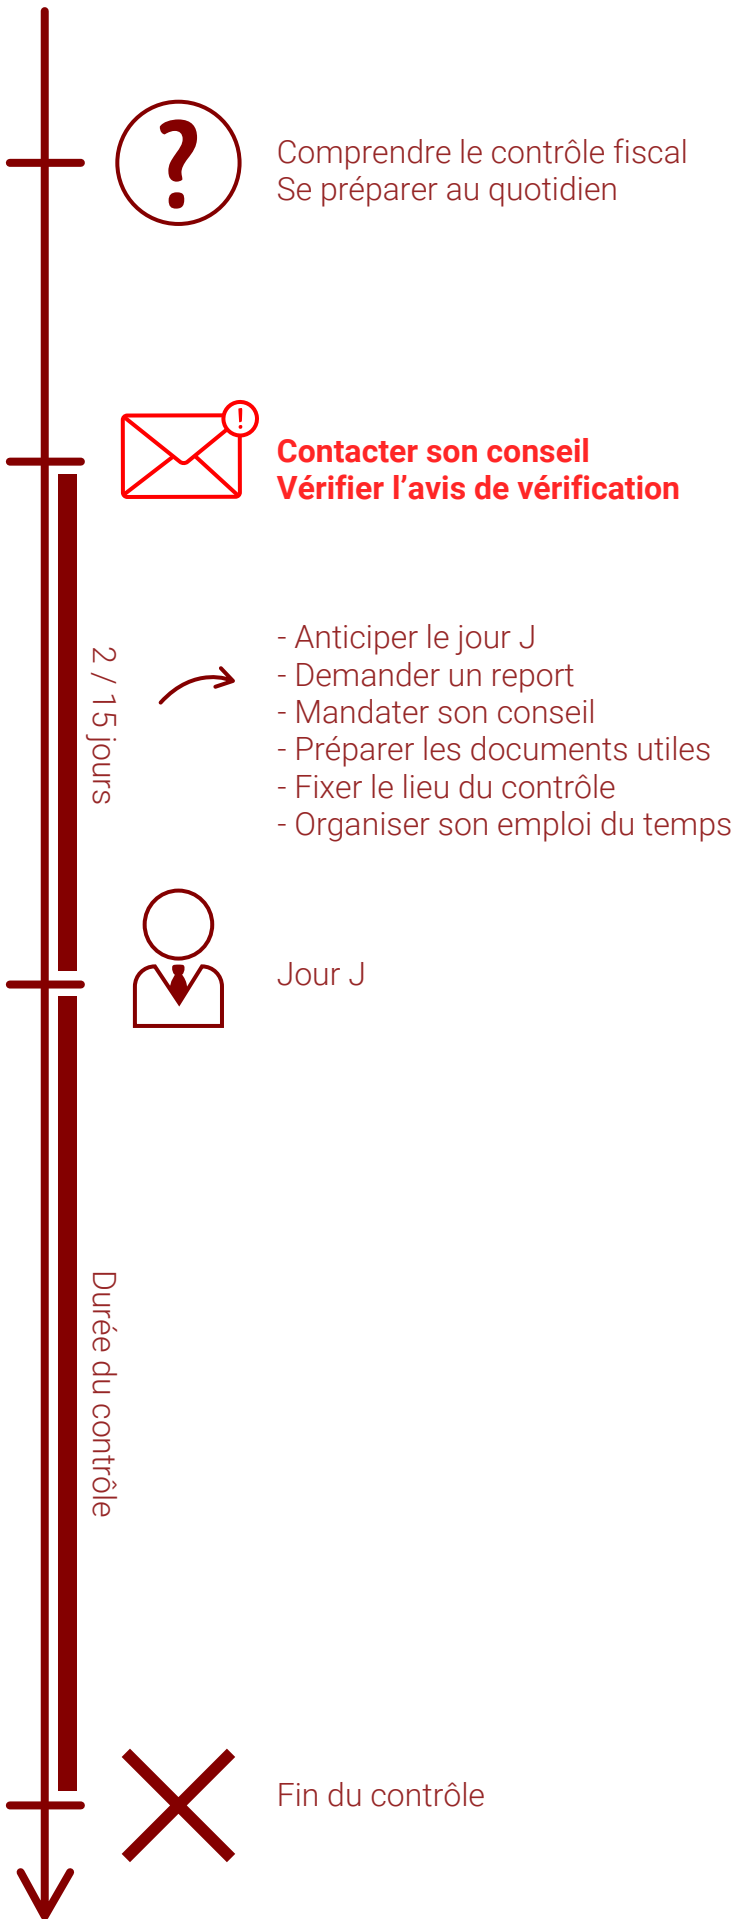 ?
Comprendre le contrôle fiscal
Se préparer au quotidien
!
Contacter son conseil
Vérifier l’avis de vérification
2 / 15 jours
- Anticiper le jour J
- Demander un report
- Mandater son conseil
- Préparer les documents utiles
- Fixer le lieu du contrôle
- Organiser son emploi du temps
Jour J
Durée du contrôle
Fin du contrôle